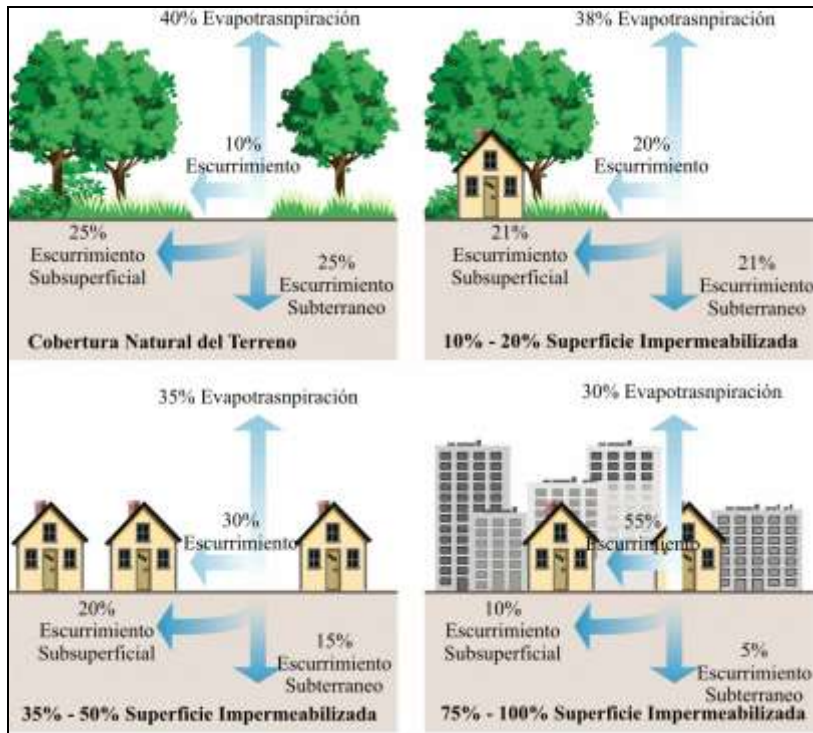 40% Evapotrasnpiración
10%
Escurrimiento
25%
Escurrimiento
Subsuperficial
25%
Escurrimiento
Subterraneo
Cobertura Natural del Terreno
38% Evapotrasnpiración
20%
Escurrimiento
21%
Escurrimiento
Subsuperficial
21%
Escurrimiento
Subterraneo
10% - 20% Superficie Impermeabilizada
35% Evapotrasnpiración
30%
Escurrimiento
20%
Escurrimiento
Subsuperficial
15%
Escurrimiento
Subterraneo
35% - 50% Superficie Impermeabilizada
30% Evapotrasnpiración
55%
Escurrimiento
10%
Escurrimiento
Subsuperficial
5%
Escurrimiento
Subterraneo
75% - 100% Superficie Impermeabilizada